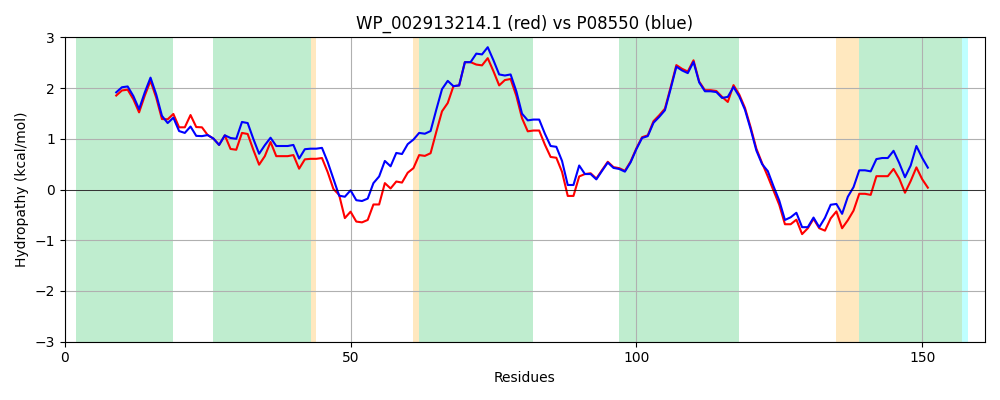 WP_002913214.1 (red) vs P08550 (blue)
3
2
1
0
−1
−2
−3
Hydropathy (kcal/mol)
0 50 100 150
Residues